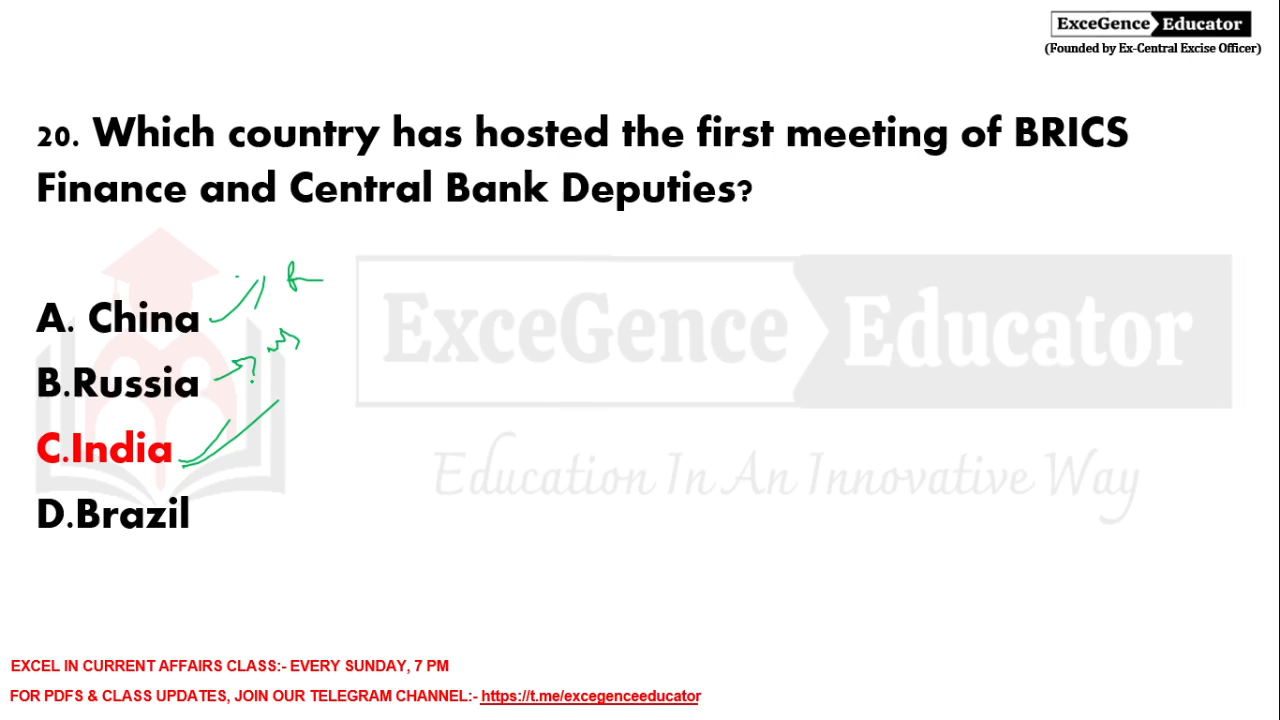 ExceGence Educator
(Founded by Ex-Central Excise Officer)
20. Which country has hosted the first meeting of BRICS
Finance and Central Bank Deputies?
A. China
B.Russia
C.India
D.Brazil
ExceGence Educator
Education In An Innovative Way
EXCEL IN CURRENT AFFAIRS CLASS:- EVERY SUNDAY, 7 PM
FOR PDFS & CLASS UPDATES, JOIN OUR TELEGRAM CHANNEL:- https://t.me/excegenceeducator